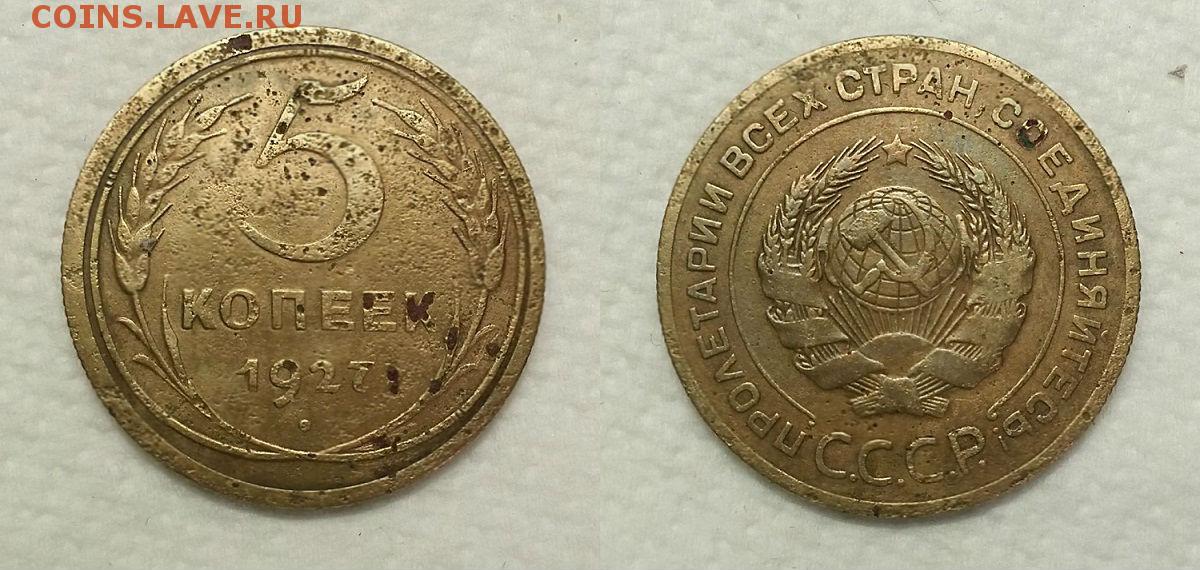 COINS.LAVE.RU
5
КОПЕЕК
1927
ПРОЛЕТАРИИ ВСЕХ СТРАН, СОЕДИНЯЙТЕСЬ!
С.С.С.Р.